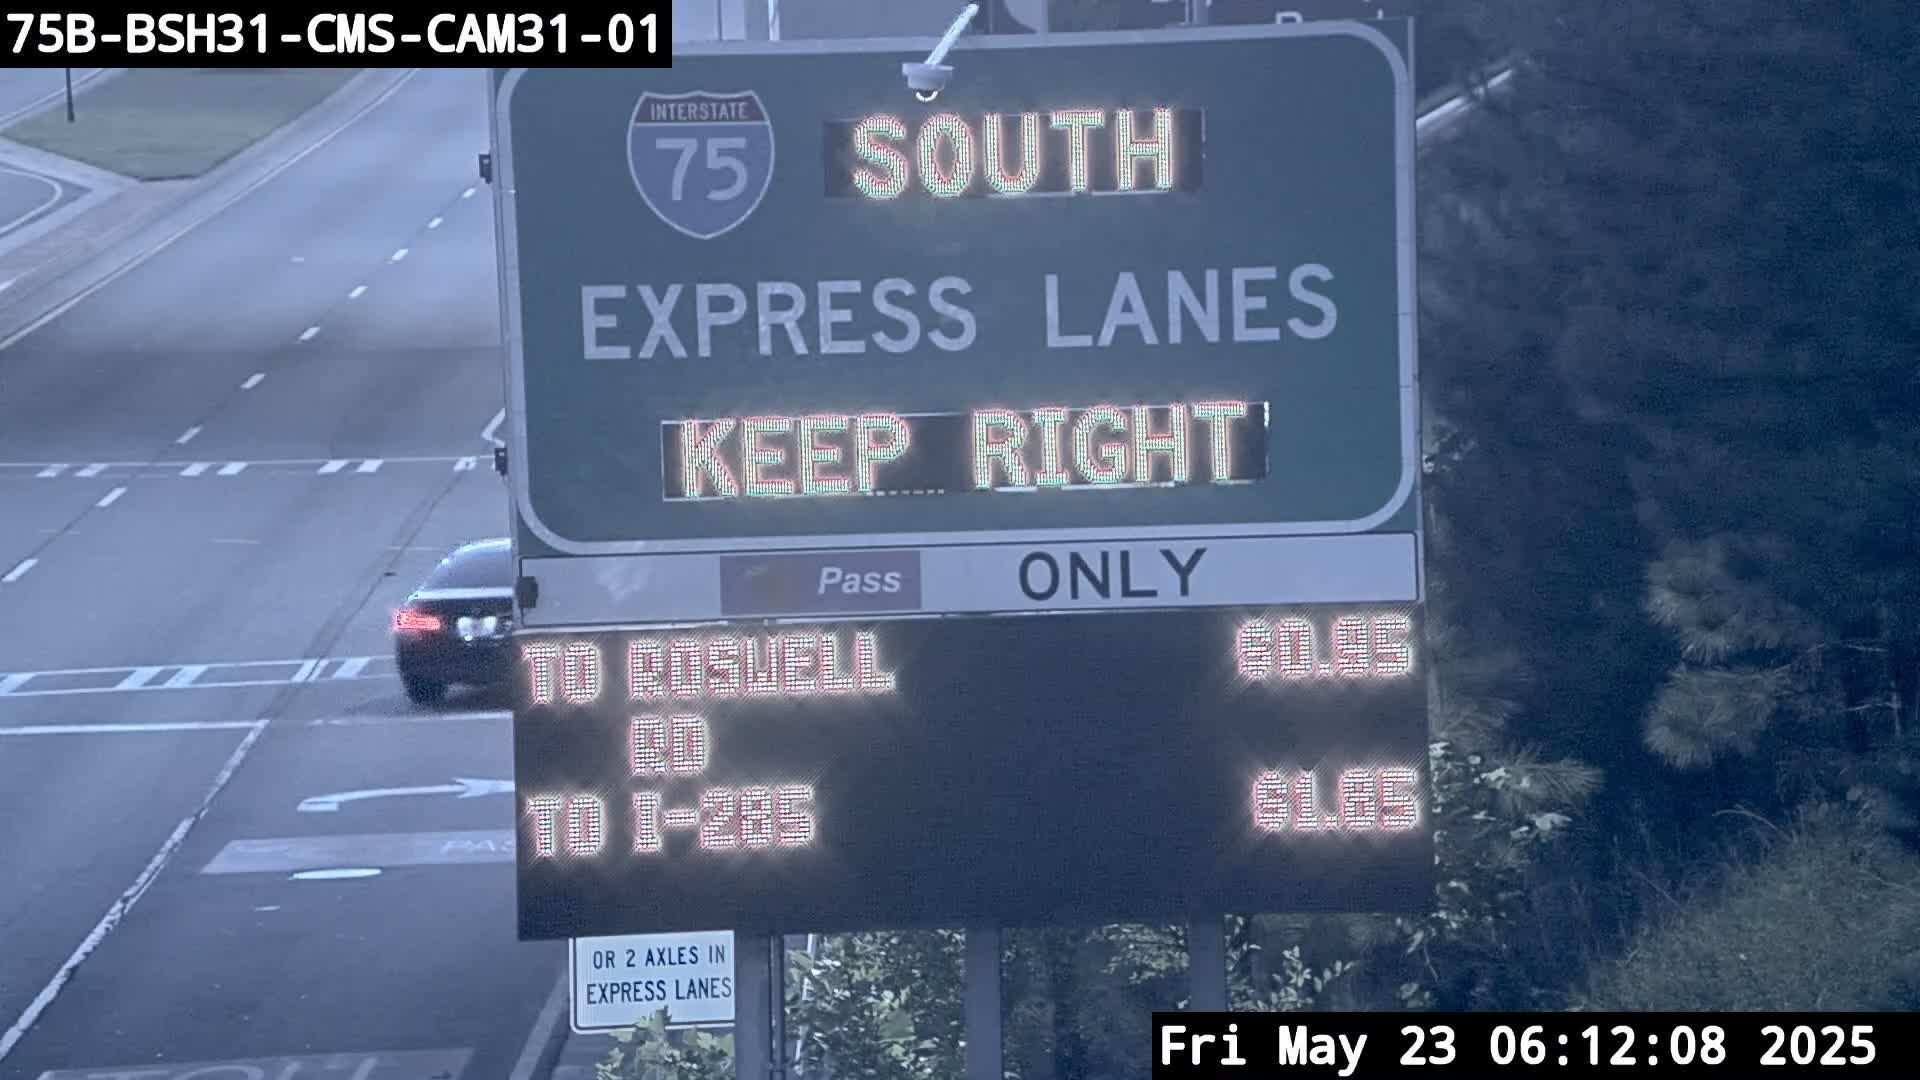 75B-BSH31-CMS-CAM31-01
INTERSTATE
75
SOUTH
EXPRESS LANES
KEEP RIGHT
Pass ONLY
TO ROSWELL $0.95
RD
TO I-285 $1.85
OR 2 AXLES IN
EXPRESS LANES
Fri May 23 06:12:08 2025